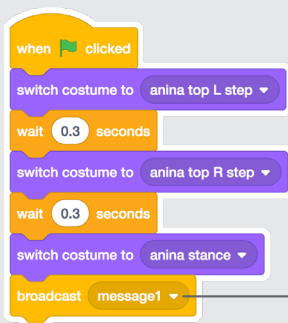 when clicked
switch costume to anina top L step
wait 0.3 seconds
switch costume to anina top R step
wait 0.3 seconds
switch costume to anina stance
broadcast message1